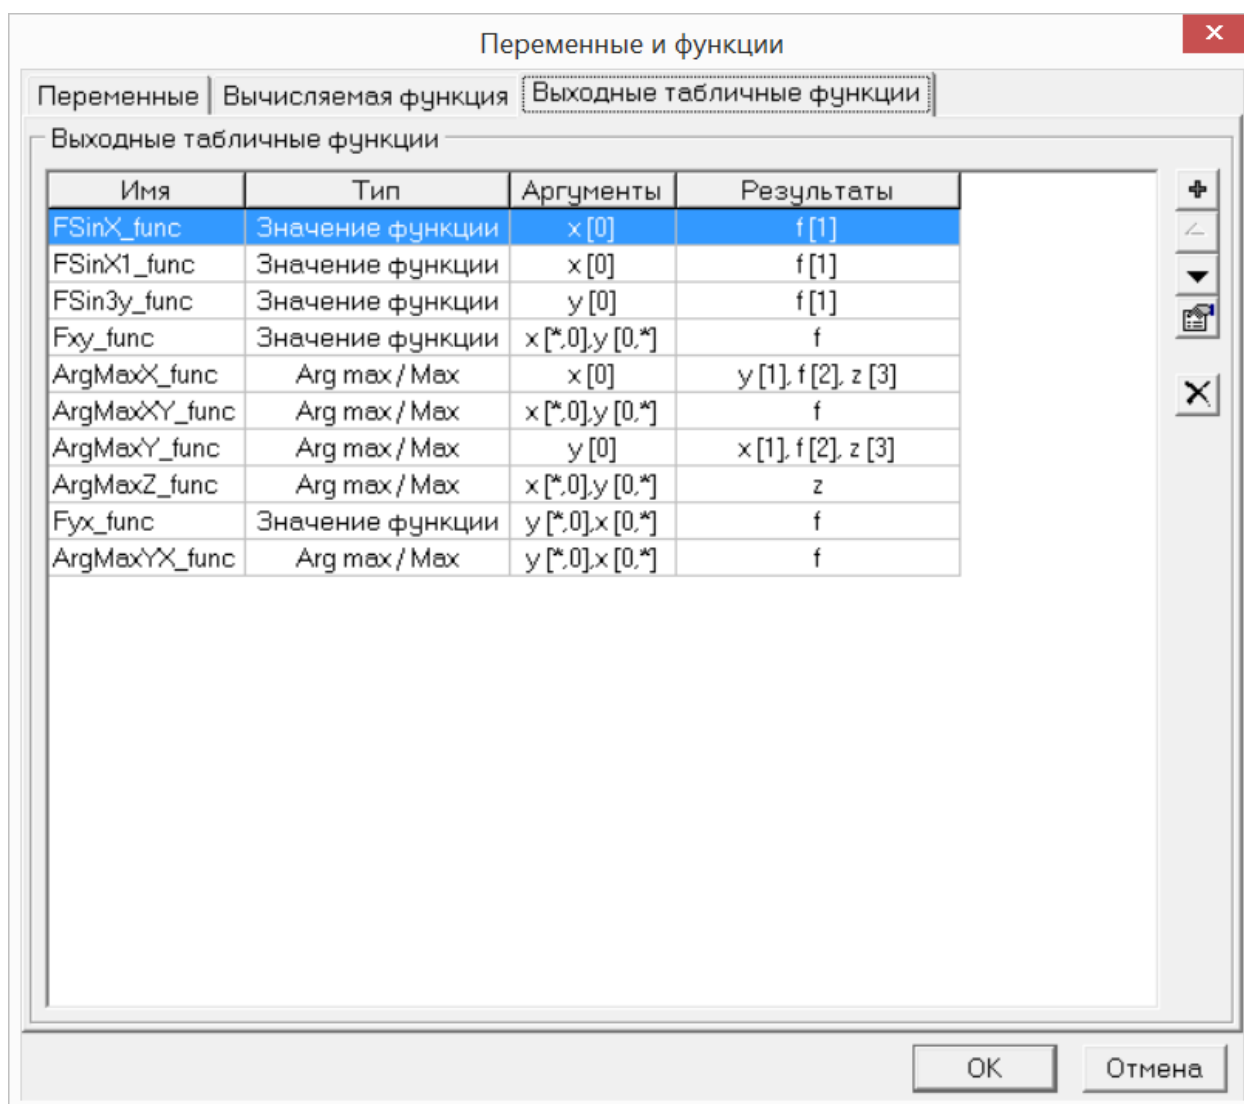 Переменные и функции
Переменные Вычисляемая функция Выходные табличные функции
Выходные табличные функции
Имя Тип Аргументы Результаты
FSinX_func Значение функции x [0] f [1]
FSinX1_func Значение функции x [0] f [1]
FSin3y_func Значение функции y [0] f [1]
Fxy_func Значение функции x [*,0],y [0,*] f
ArgMaxX_func Arg max / Max x [0] y [1], f [2], z [3]
ArgMaxXY_func Arg max / Max x [*,0],y [0,*] f
ArgMaxY_func Arg max / Max y [0] x [1], f [2], z [3]
ArgMaxZ_func Arg max / Max x [*,0],y [0,*] z
Fyx_func Значение функции y [*,0],x [0,*] f
ArgMaxYX_func Arg max / Max y [*,0],x [0,*] f
OK Отмена